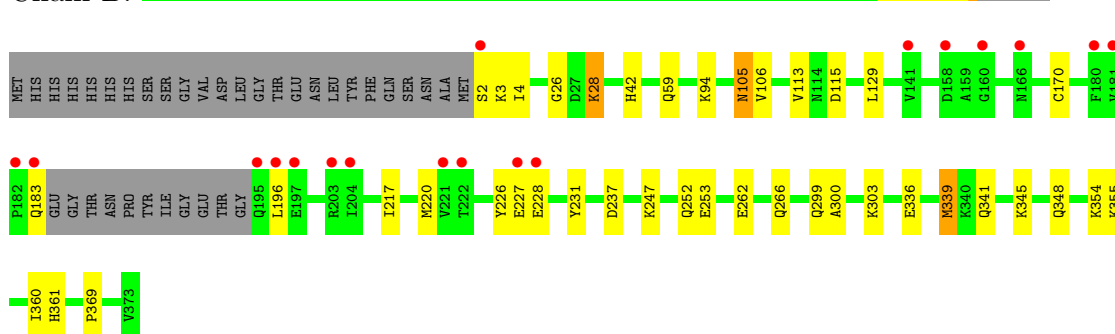 MET HIS HIS HIS HIS HIS HIS SER SER GLY VAL ASP LEU GLY THR GLU ASN LEU TYR PHE GLN SER ASN ALA MET S2 K3 I4 G26 D27 K28 H42 Q59 K94 N105 V106 V113 N114 D115 L129 V141 D158 A159 G160 N166 C170 F180 V181
P182 Q183 GLU GLY THR ASN PRO TYR ILE GLY GLU THR GLY Q195 L196 E197 R203 I204 I217 M220 V221 T222 Y226 E227 E228 Y231 D237 K247 Q252 E253 E262 Q266 Q299 A300 K303 E336 M339 K340 Q341 K345 Q348 K354 K355
I360 H361 P369 V373